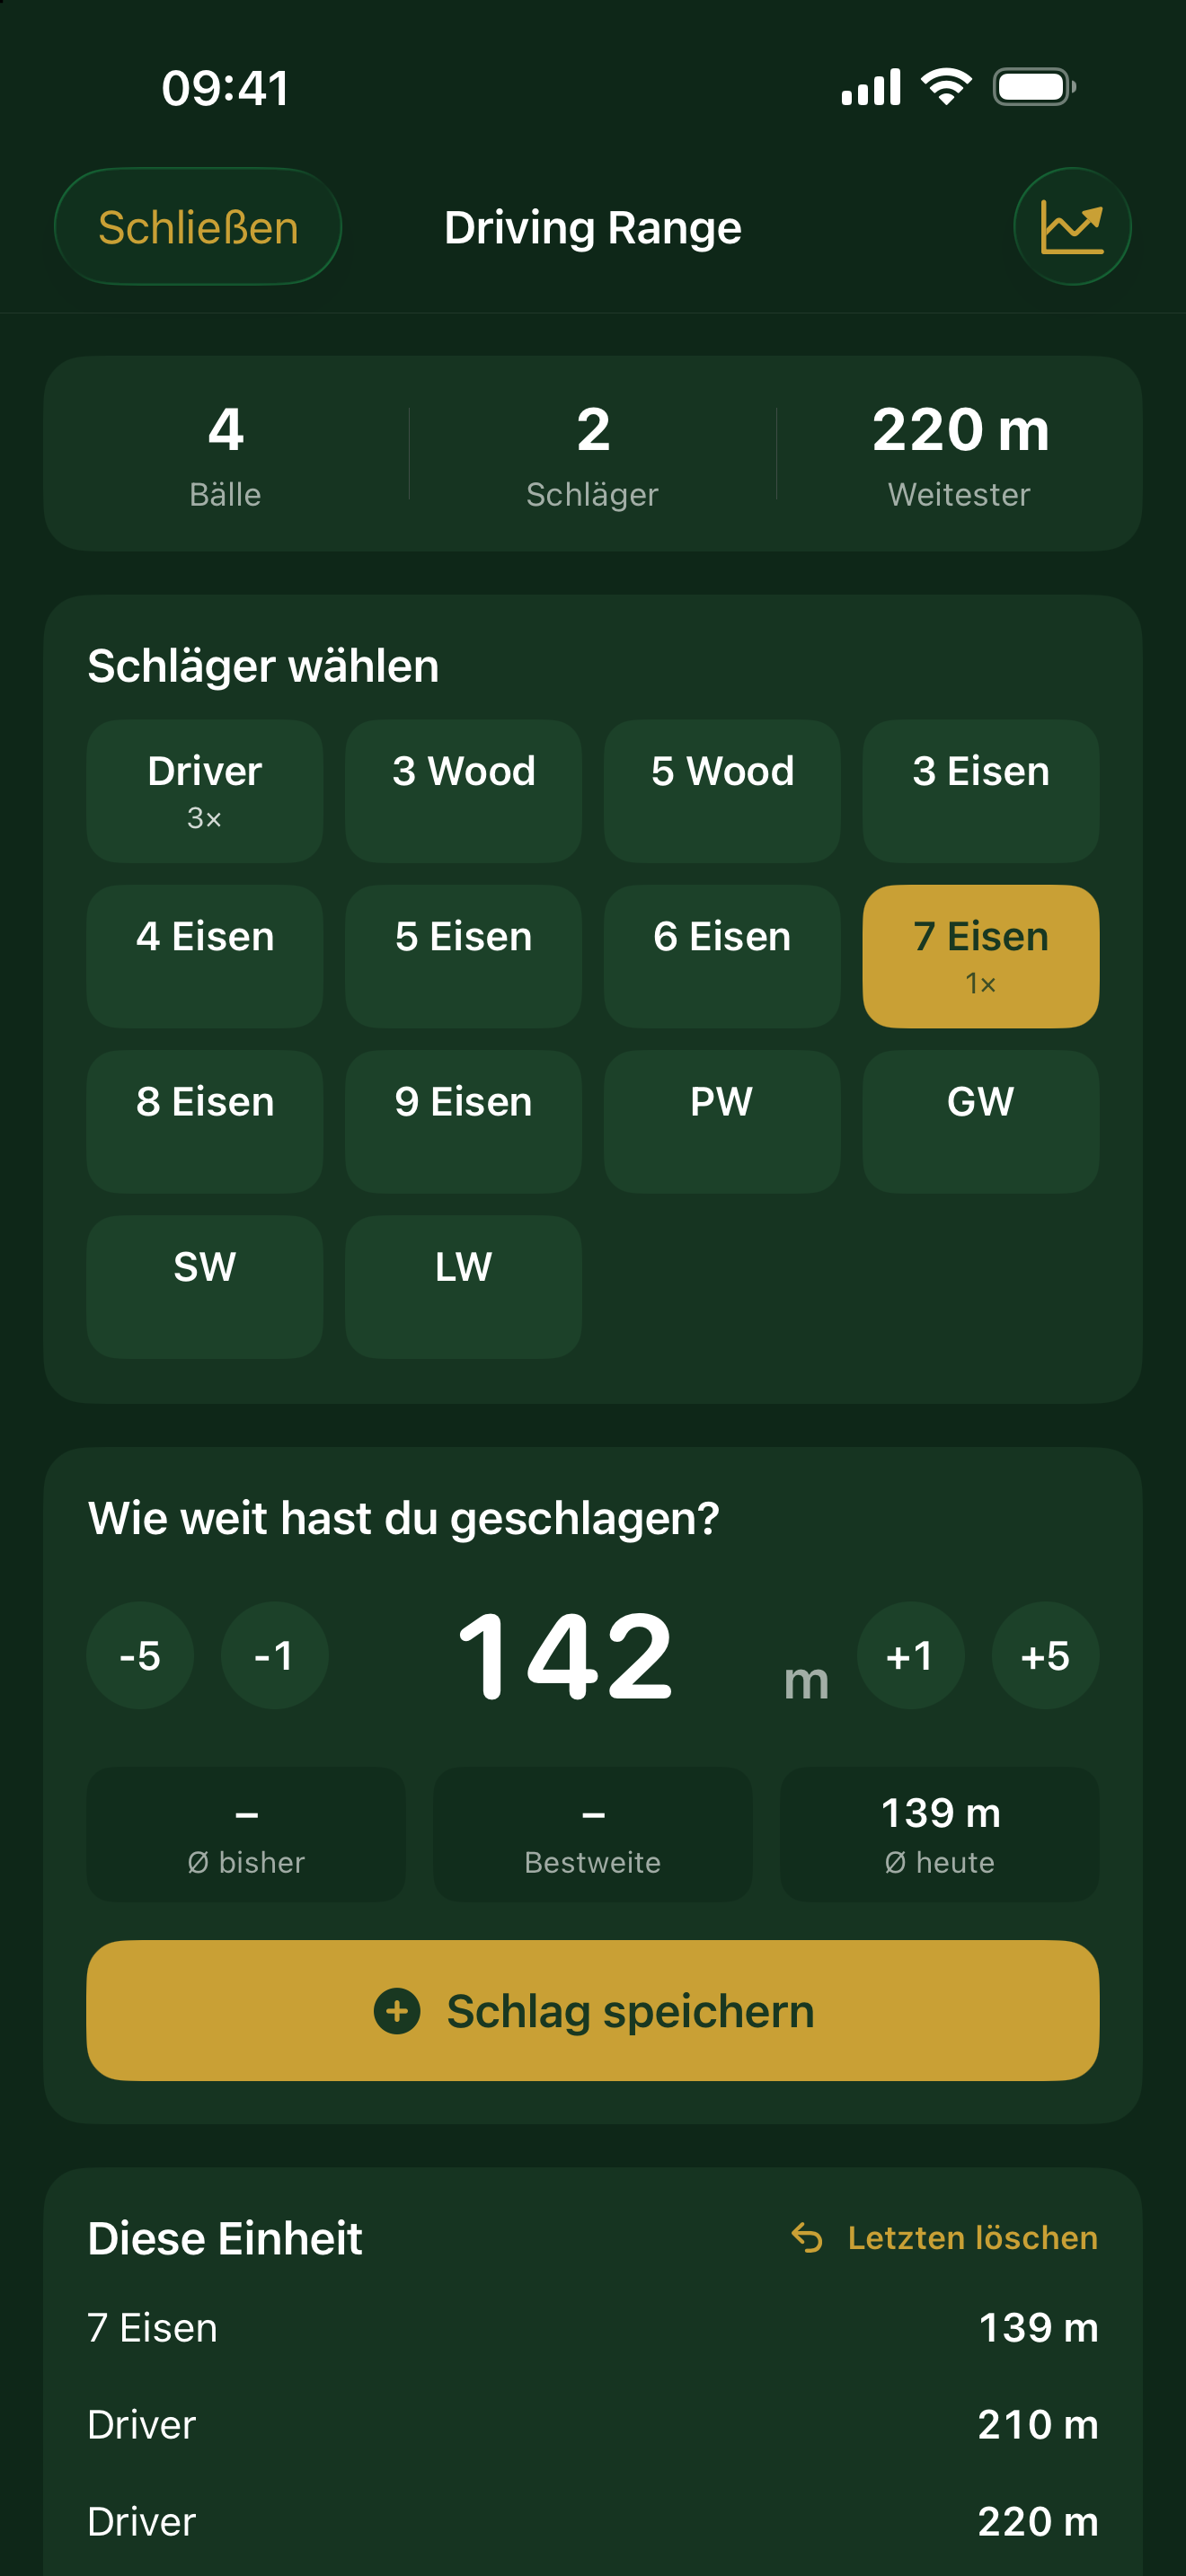 09:41
Schließen
Driving Range
4
2
220 m
Bälle
Schläger
Weitester
Schläger wählen
Driver
3 Wood
5 Wood
3 Eisen
3×
4 Eisen
5 Eisen
6 Eisen
7 Eisen
1×
8 Eisen
9 Eisen
PW
GW
SW
LW
Wie weit hast du geschlagen?
-5
-1
142
m
+1
+5
–
–
139 m
Ø bisher
Bestweite
Ø heute
Schlag speichern
Diese Einheit
Letzten löschen
7 Eisen
139 m
Driver
210 m
Driver
220 m